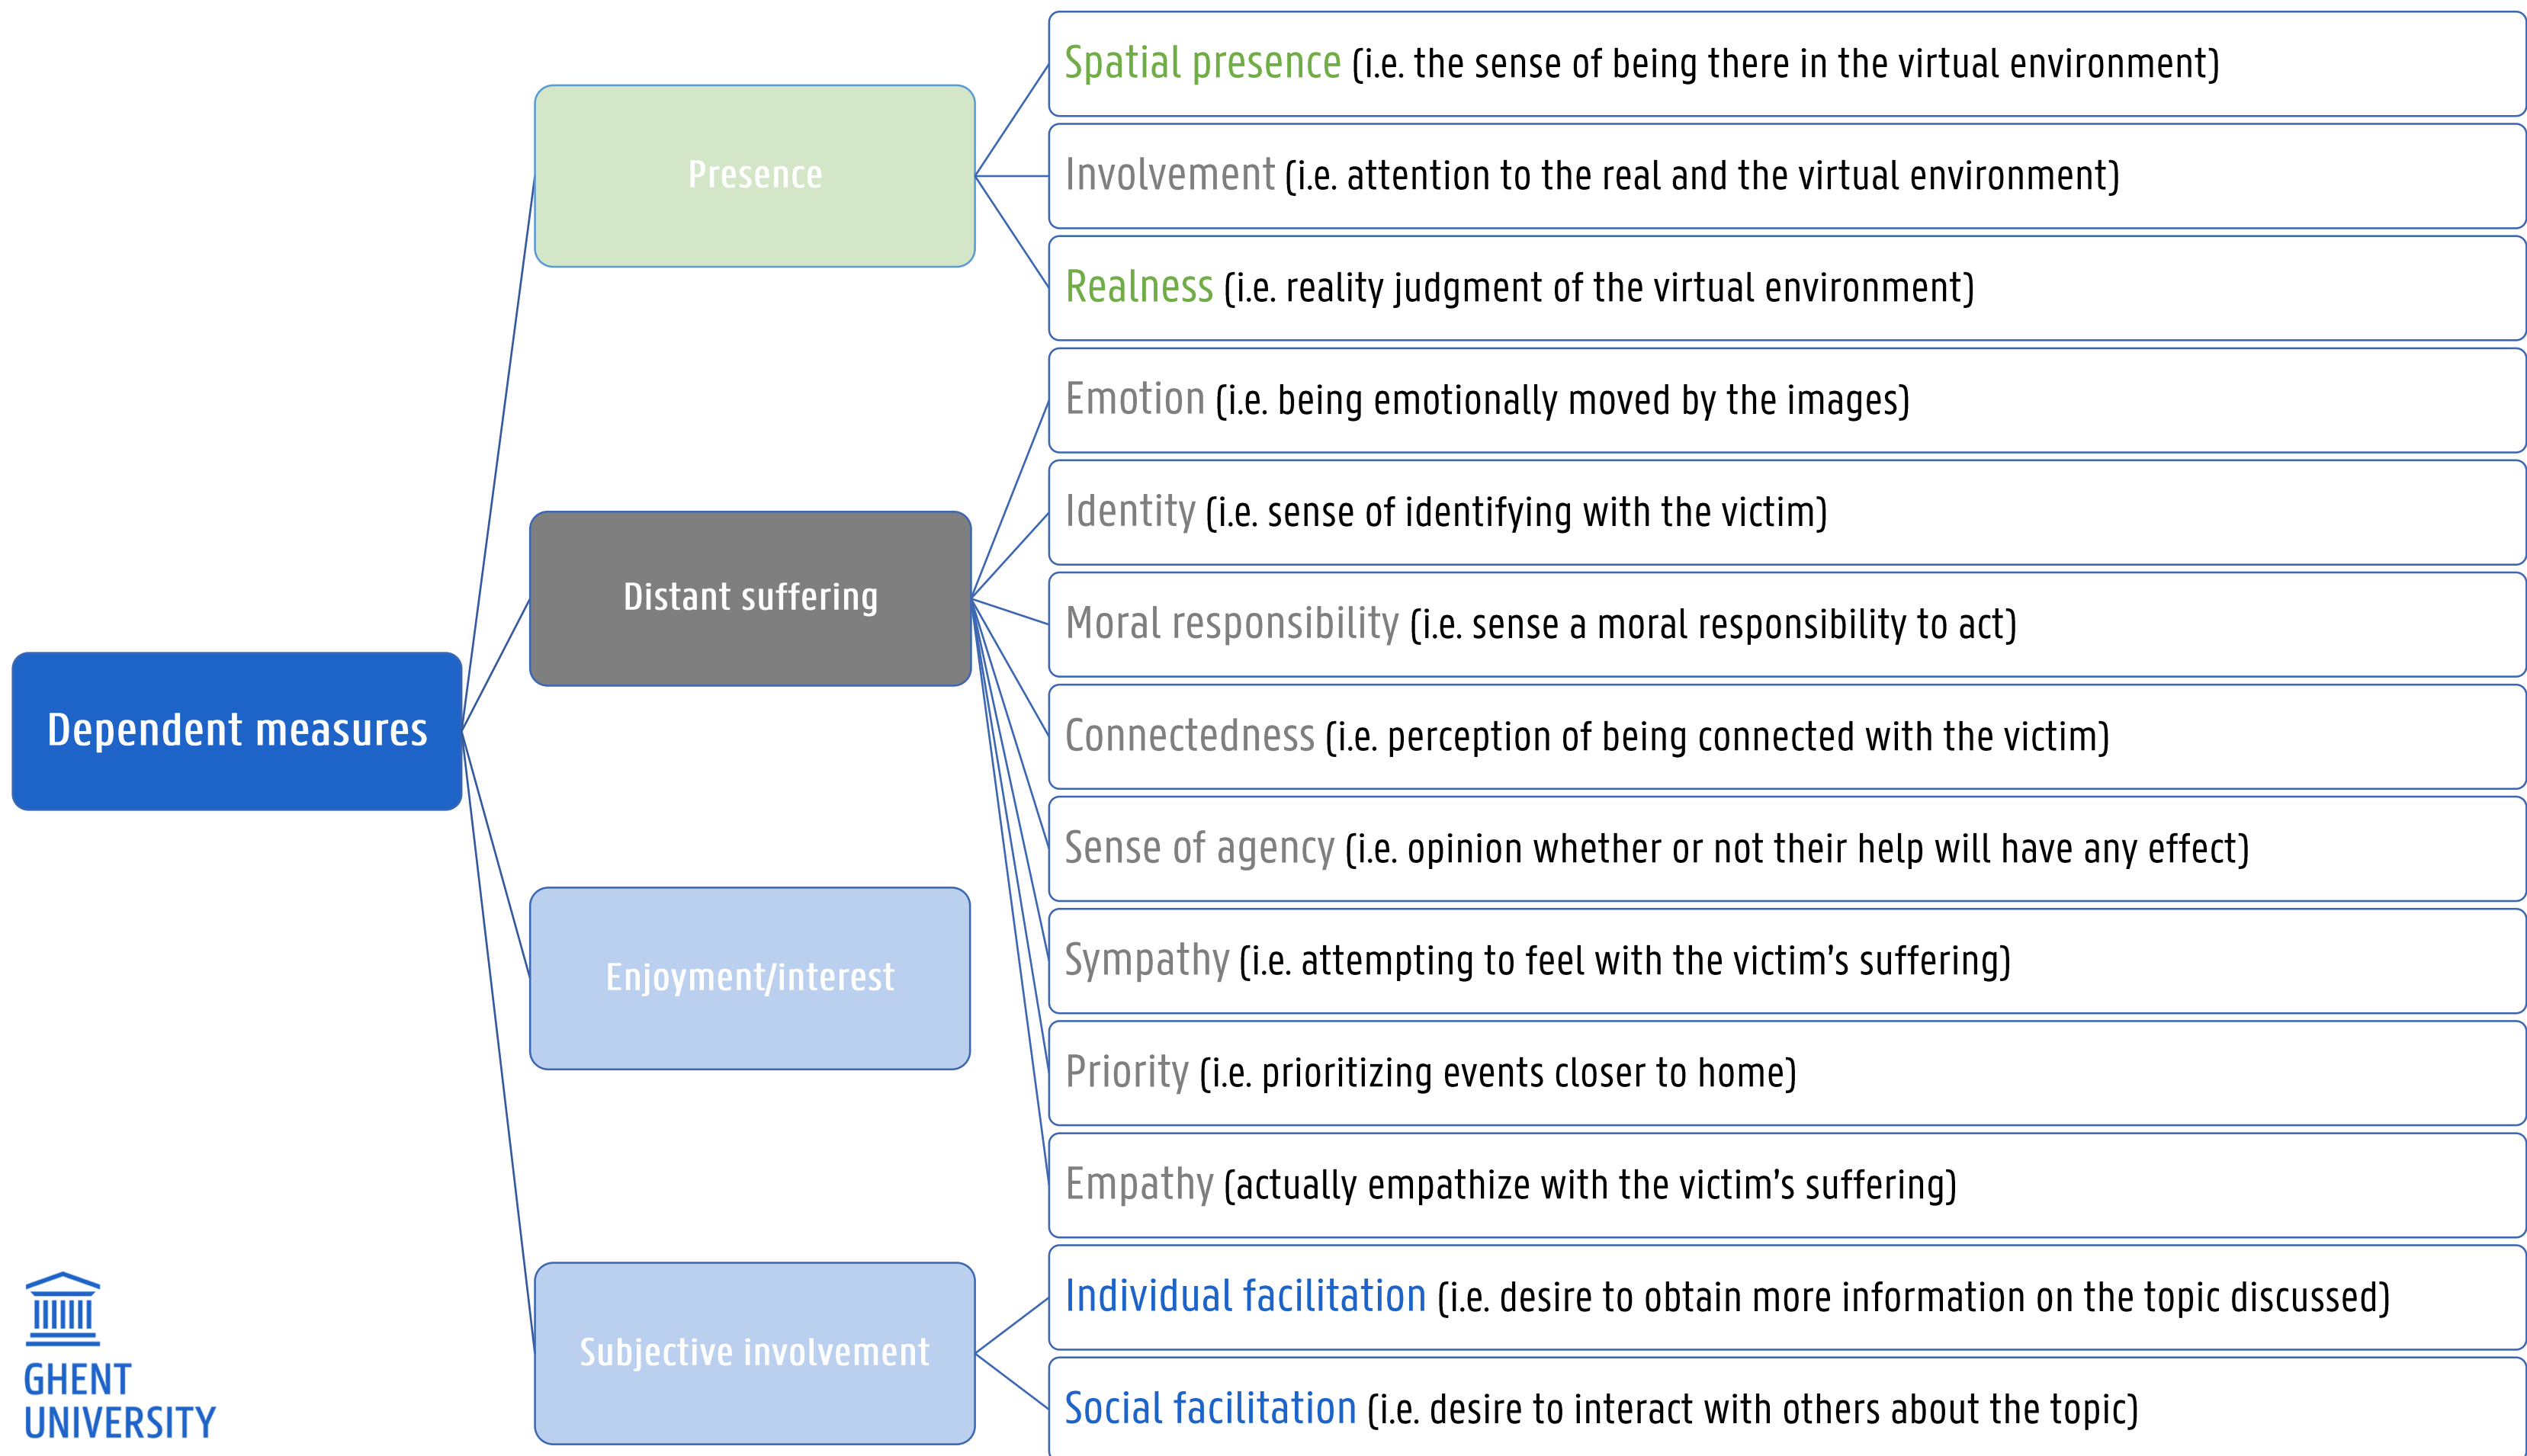 Dependent measures
Presence
Spatial presence (i.e. the sense of being there in the virtual environment)
Involvement (i.e. attention to the real and the virtual environment)
Realness (i.e. reality judgment of the virtual environment)
Distant suffering
Emotion (i.e. being emotionally moved by the images)
Identity (i.e. sense of identifying with the victim)
Moral responsibility (i.e. sense a moral responsibility to act)
Connectedness (i.e. perception of being connected with the victim)
Sense of agency (i.e. opinion whether or not their help will have any effect)
Sympathy (i.e. attempting to feel with the victim's suffering)
Priority (i.e. prioritizing events closer to home)
Empathy (actually empathize with the victim's suffering)
Enjoyment/interest
Subjective involvement
Individual facilitation (i.e. desire to obtain more information on the topic discussed)
Social facilitation (i.e. desire to interact with others about the topic)
GHENT
UNIVERSITY